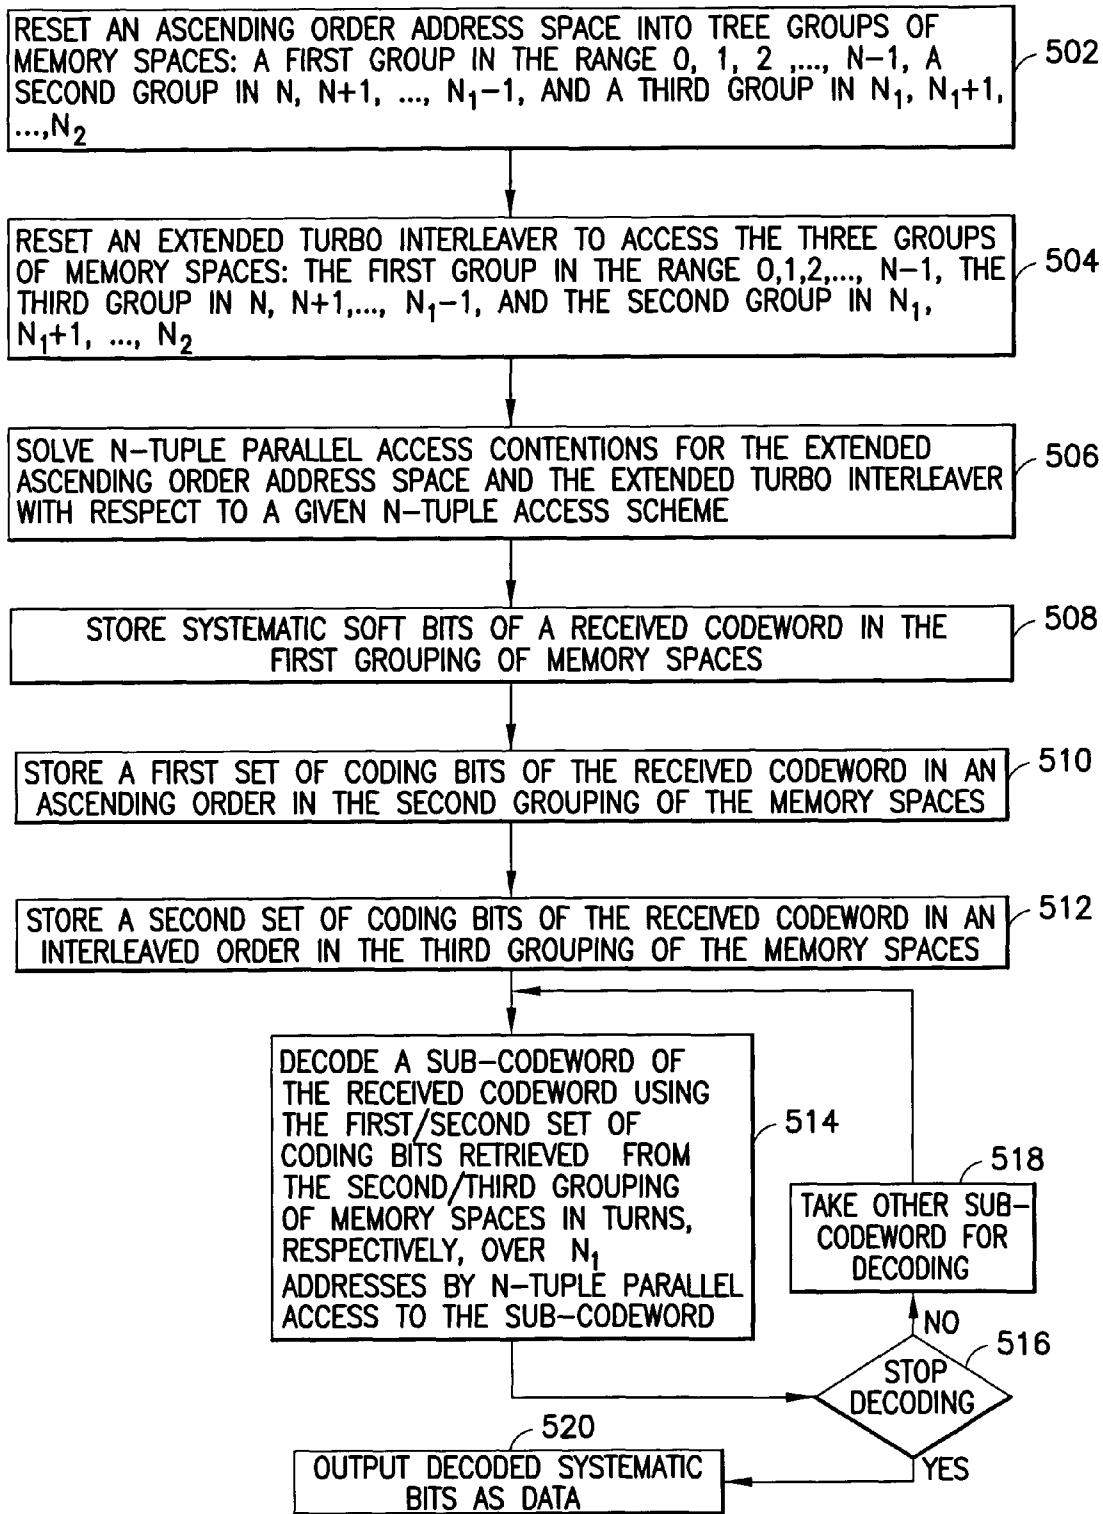 RESET AN ASCENDING ORDER ADDRESS SPACE INTO TREE GROUPS OF
MEMORY SPACES: A FIRST GROUP IN THE RANGE 0, 1, 2 ,..., N–1, A
SECOND GROUP IN N, N+1, ..., N₁–1, AND A THIRD GROUP IN N₁, N₁+1,
...,N₂
502
RESET AN EXTENDED TURBO INTERLEAVER TO ACCESS THE THREE GROUPS
OF MEMORY SPACES: THE FIRST GROUP IN THE RANGE 0,1,2,..., N–1, THE
THIRD GROUP IN N, N+1,..., N₁–1, AND THE SECOND GROUP IN N₁,
N₁+1, ..., N₂
504
SOLVE N–TUPLE PARALLEL ACCESS CONTENTIONS FOR THE EXTENDED
ASCENDING ORDER ADDRESS SPACE AND THE EXTENDED TURBO INTERLEAVER
WITH RESPECT TO A GIVEN N–TUPLE ACCESS SCHEME
506
STORE SYSTEMATIC SOFT BITS OF A RECEIVED CODEWORD IN THE
FIRST GROUPING OF MEMORY SPACES
508
STORE A FIRST SET OF CODING BITS OF THE RECEIVED CODEWORD IN AN
ASCENDING ORDER IN THE SECOND GROUPING OF THE MEMORY SPACES
510
STORE A SECOND SET OF CODING BITS OF THE RECEIVED CODEWORD IN AN
INTERLEAVED ORDER IN THE THIRD GROUPING OF THE MEMORY SPACES
512
DECODE A SUB–CODEWORD OF
THE RECEIVED CODEWORD USING
THE FIRST/SECOND SET OF
CODING BITS RETRIEVED FROM
THE SECOND/THIRD GROUPING
OF MEMORY SPACES IN TURNS,
RESPECTIVELY, OVER N₁
ADDRESSES BY N–TUPLE PARALLEL
ACCESS TO THE SUB–CODEWORD
514
518
TAKE OTHER SUB–
CODEWORD FOR
DECODING
NO
516
STOP
DECODING
YES
520
OUTPUT DECODED SYSTEMATIC
BITS AS DATA